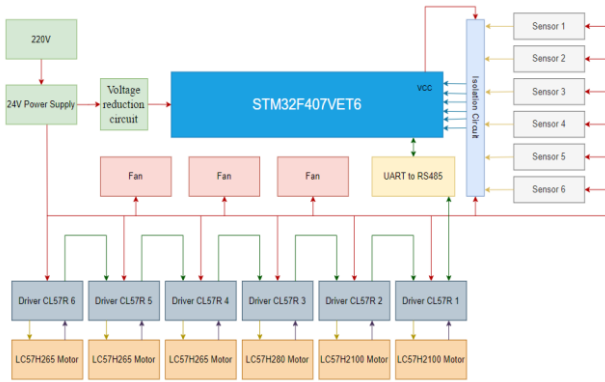 220V
24V Power Supply
Voltage
reduction
circuit
STM32F407VET6
VCC
Isolation Circuit
Sensor 1
Sensor 2
Sensor 3
Sensor 4
Sensor 5
Sensor 6
Fan
Fan
Fan
UART to RS485
Driver CL57R 6
Driver CL57R 5
Driver CL57R 4
Driver CL57R 3
Driver CL57R 2
Driver CL57R 1
LC57H265 Motor
LC57H265 Motor
LC57H265 Motor
LC57H280 Motor
LC57H2100 Motor
LC57H2100 Motor